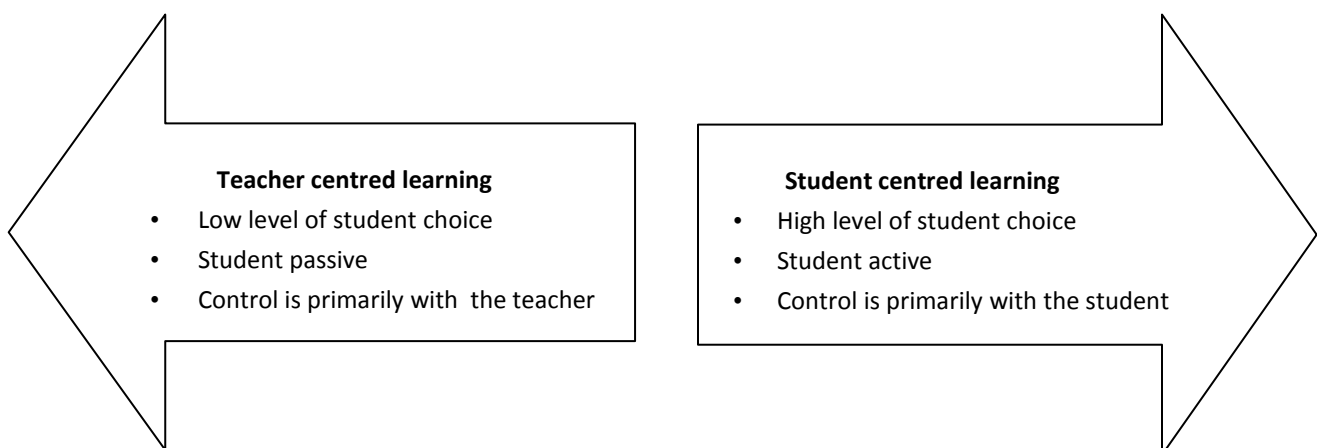 Teacher centred learning
• Low level of student choice
• Student passive
• Control is primarily with  the teacher
Student centred learning
• High level of student choice
• Student active
• Control is primarily with the student